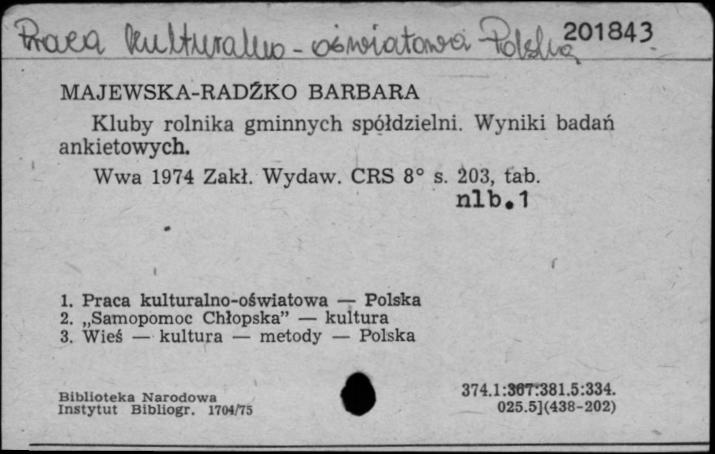 Praca kulturalno-oświatowa Polska 201843
MAJEWSKA-RADŹKO BARBARA
Kluby rolnika gminnych spółdzielni. Wyniki badań
ankietowych.
Wwa 1974 Zakł. Wydaw. CRS 8° s. 203, tab.
nlb.1
1. Praca kulturalno-oświatowa — Polska
2. „Samopomoc Chłopska” — kultura
3. Wieś — kultura — metody — Polska
374.1:367:381.5:334.
Biblioteka Narodowa
025.5](438-202)
Instytut Bibliogr. 1704/75